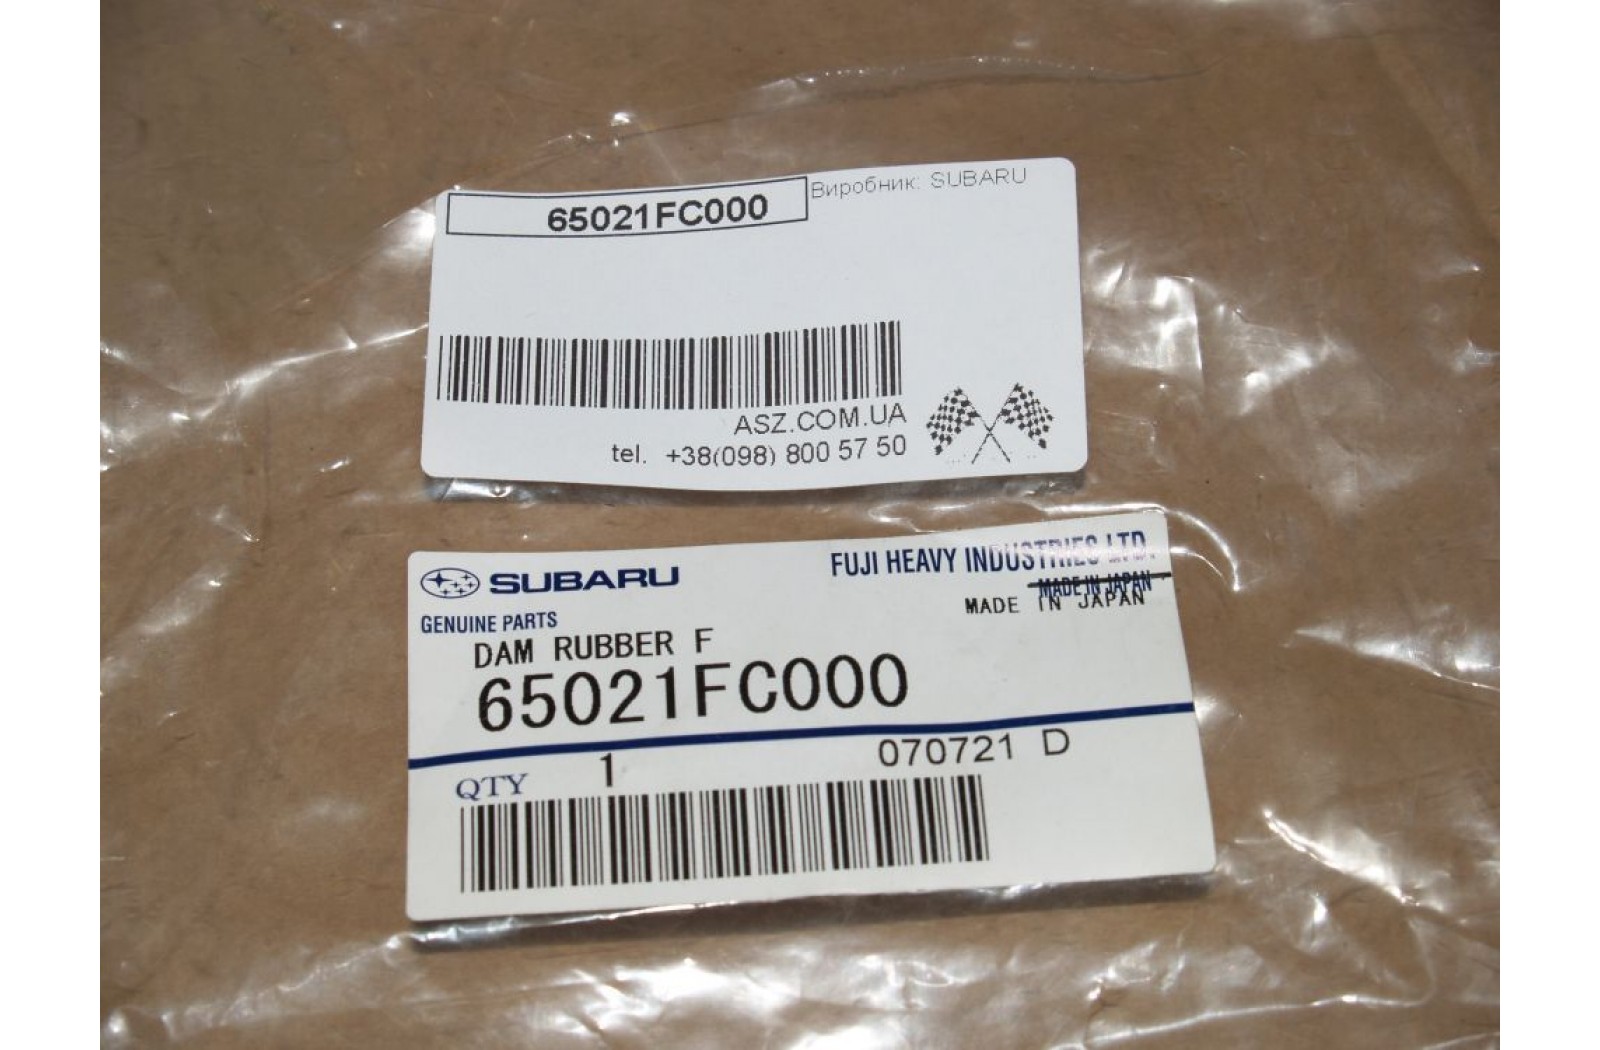 65021FC000
Виробник: SUBARU
ASZ.COM.UA
tel. +38(098) 800 57 50
SUBARU
FUJI HEAVY INDUSTRIES LTD.
MADE IN JAPAN
MADE IN JAPAN
GENUINE PARTS
DAM RUBBER F
65021FC000
QTY 1 070721 D